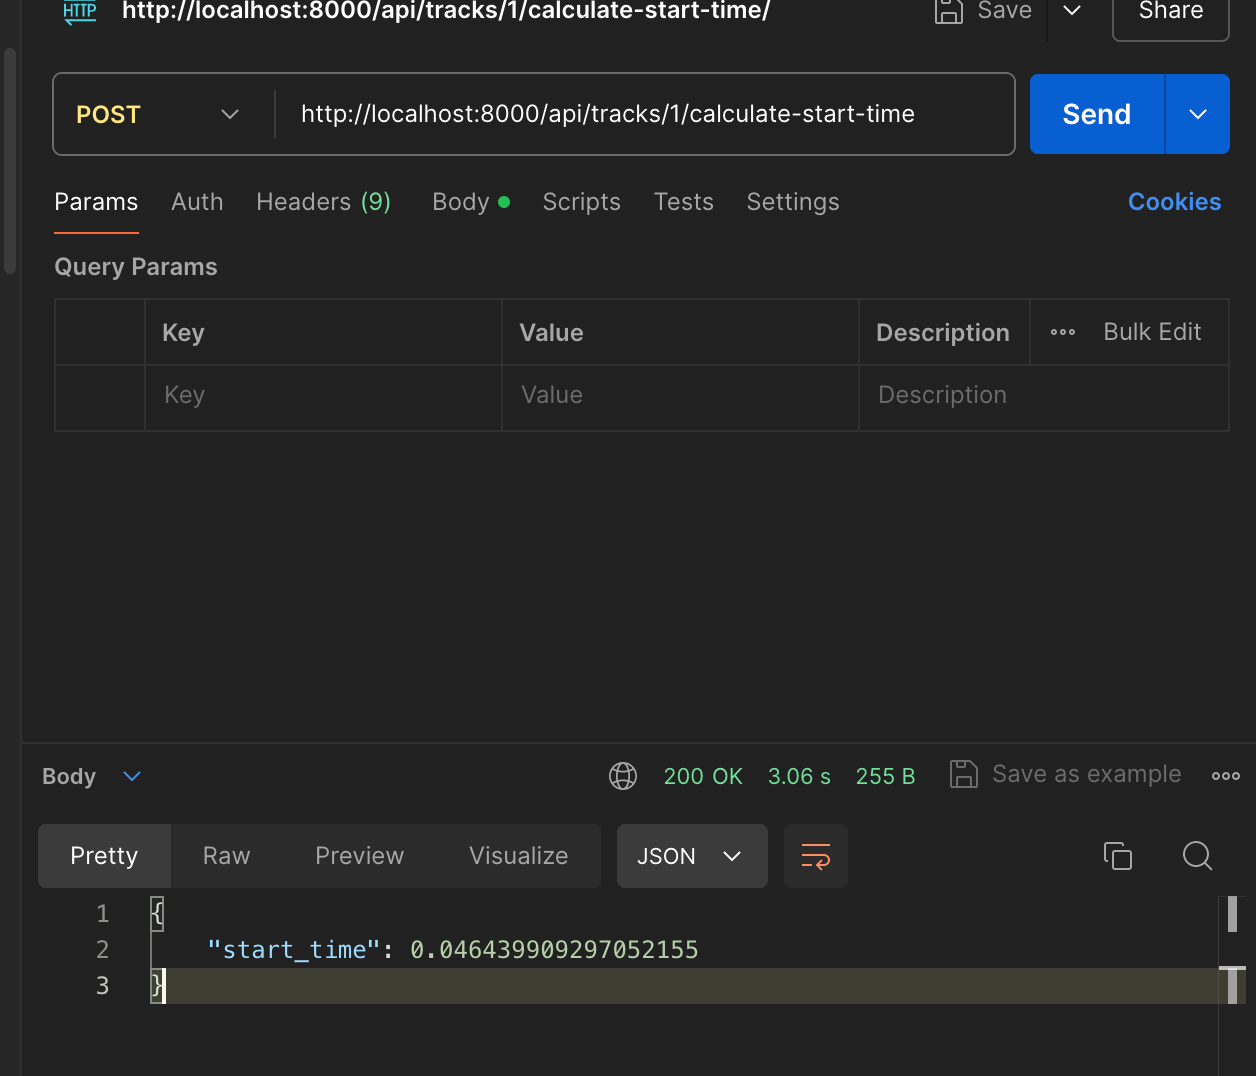 HTTP http://localhost:8000/api/tracks/1/calculate-start-time/ Save Share
POST http://localhost:8000/api/tracks/1/calculate-start-time Send
Params Auth Headers (9) Body Scripts Tests Settings Cookies
Query Params
Key Value Description Bulk Edit
Key Value Description
Body 200 OK 3.06 s 255 B Save as example
Pretty Raw Preview Visualize JSON
1 {
2 "start_time": 0.046439909297052155
3 }